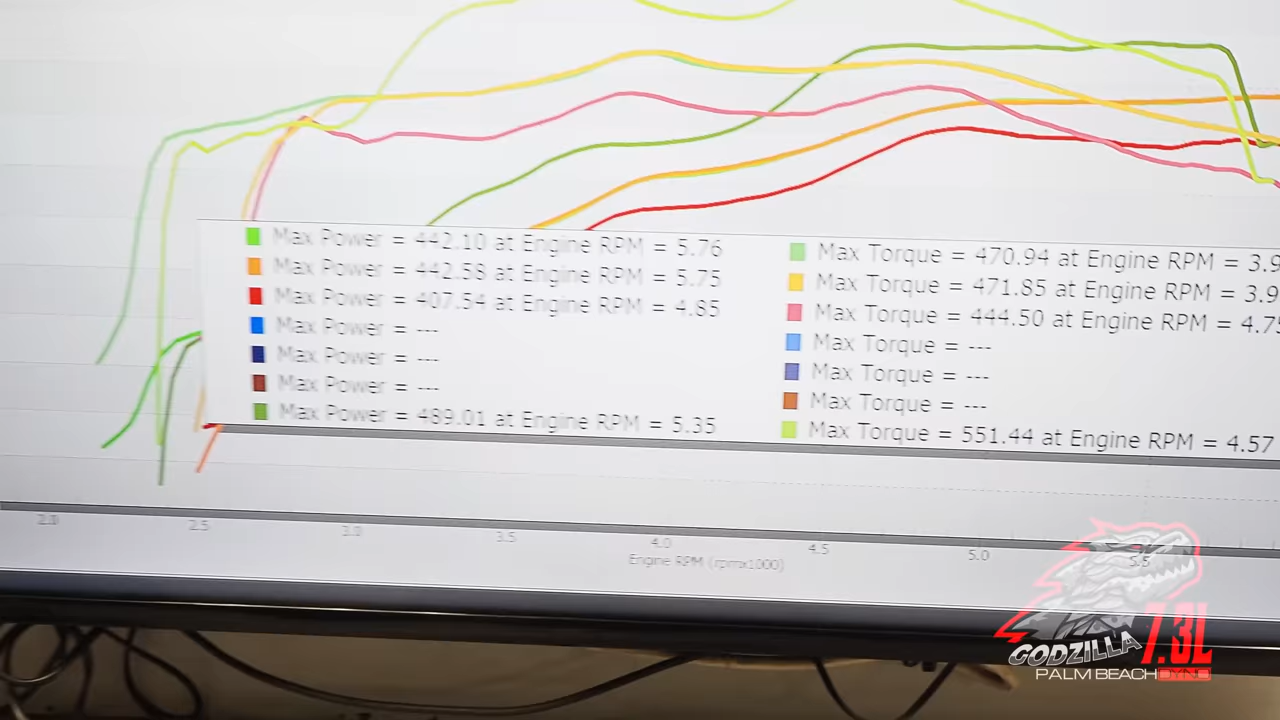 Max Power = 442.10 at Engine RPM = 5.76
Max Power = 442.58 at Engine RPM = 5.75
Max Power = 407.54 at Engine RPM = 4.85
Max Power = ---
Max Power = ---
Max Power = ---
Max Power = 489.01 at Engine RPM = 5.35
Max Torque = 470.94 at Engine RPM = 3.9
Max Torque = 471.85 at Engine RPM = 3.9
Max Torque = 444.50 at Engine RPM = 4.75
Max Torque = ---
Max Torque = ---
Max Torque = ---
Max Torque = 551.44 at Engine RPM = 4.57
2.0 2.5 3.0 3.5 4.0 4.5 5.0 5.5
Engine RPM (rpmx1000)
GODZILLA 7.3L
PALM BEACH DYNO